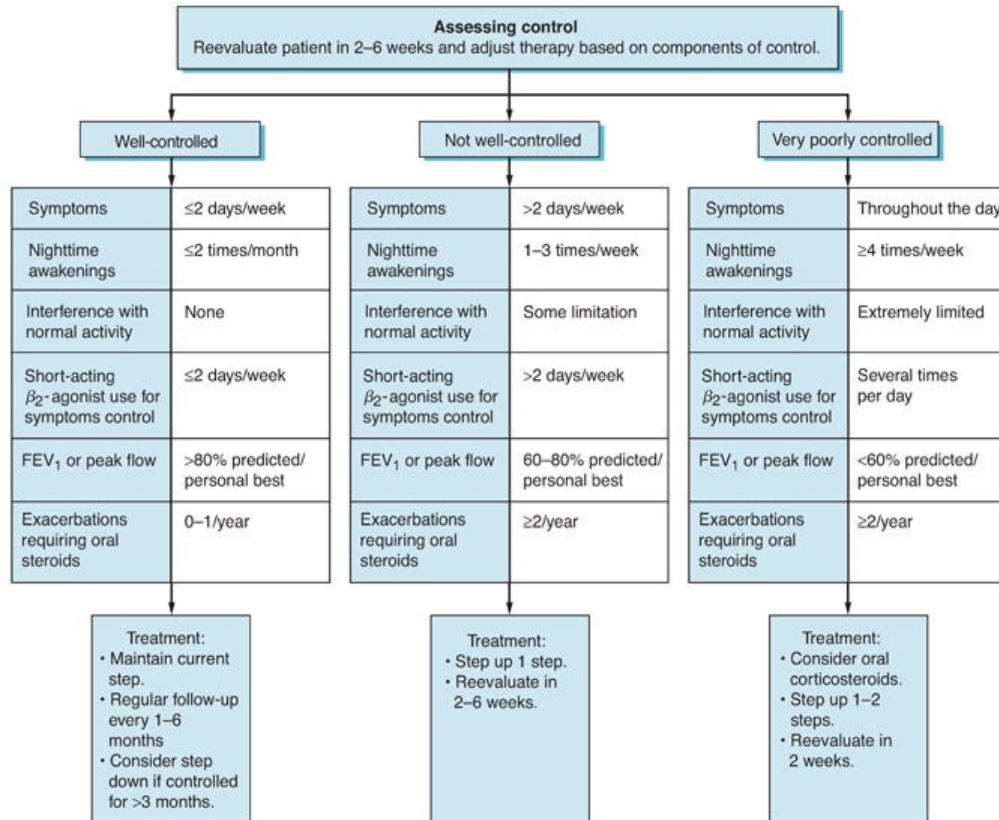 Assessing control
Reevaluate patient in 2–6 weeks and adjust therapy based on components of control.
Well-controlled
Symptoms
≤2 days/week
Nighttime
awakenings
≤2 times/month
Interference with
normal activity
None
Short-acting
β₂-agonist use for
symptoms control
≤2 days/week
FEV₁ or peak flow
>80% predicted/
personal best
Exacerbations
requiring oral
steroids
0–1/year
Treatment:
• Maintain current
step.
• Regular follow-up
every 1–6
months
• Consider step
down if controlled
for >3 months.
Not well-controlled
Symptoms
>2 days/week
Nighttime
awakenings
1–3 times/week
Interference with
normal activity
Some limitation
Short-acting
β₂-agonist use for
symptoms control
>2 days/week
FEV₁ or peak flow
60–80% predicted/
personal best
Exacerbations
requiring oral
steroids
≥2/year
Treatment:
• Step up 1 step.
• Reevaluate in
2–6 weeks.
Very poorly controlled
Symptoms
Throughout the day
Nighttime
awakenings
≥4 times/week
Interference with
normal activity
Extremely limited
Short-acting
β₂-agonist use for
symptoms control
Several times
per day
FEV₁ or peak flow
<60% predicted/
personal best
Exacerbations
requiring oral
steroids
≥2/year
Treatment:
• Consider oral
corticosteroids.
• Step up 1–2
steps.
• Reevaluate in
2 weeks.